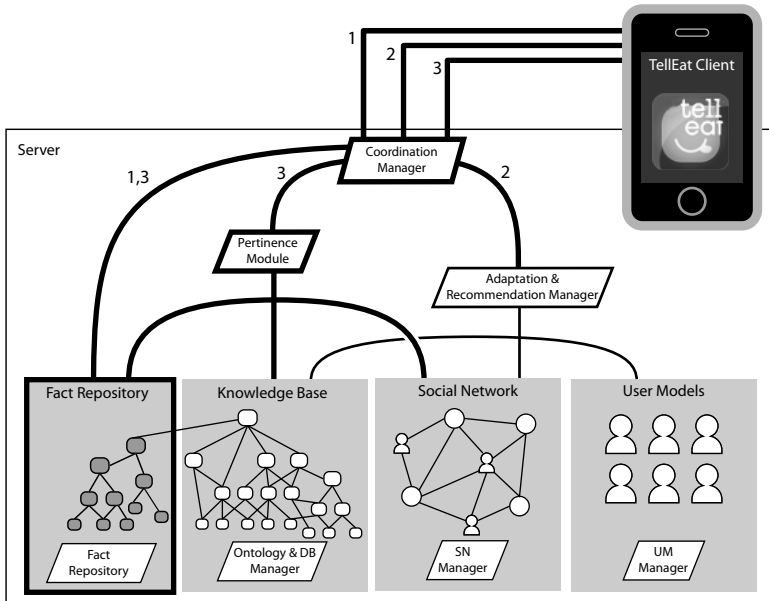 1
2
3
TellEat Client
tell
eat
Server
Coordination
Manager
1,3
3
2
Pertinence
Module
Adaptation &
Recommendation Manager
Fact Repository
Knowledge Base
Social Network
User Models
Fact
Repository
Ontology & DB
Manager
SN
Manager
UM
Manager